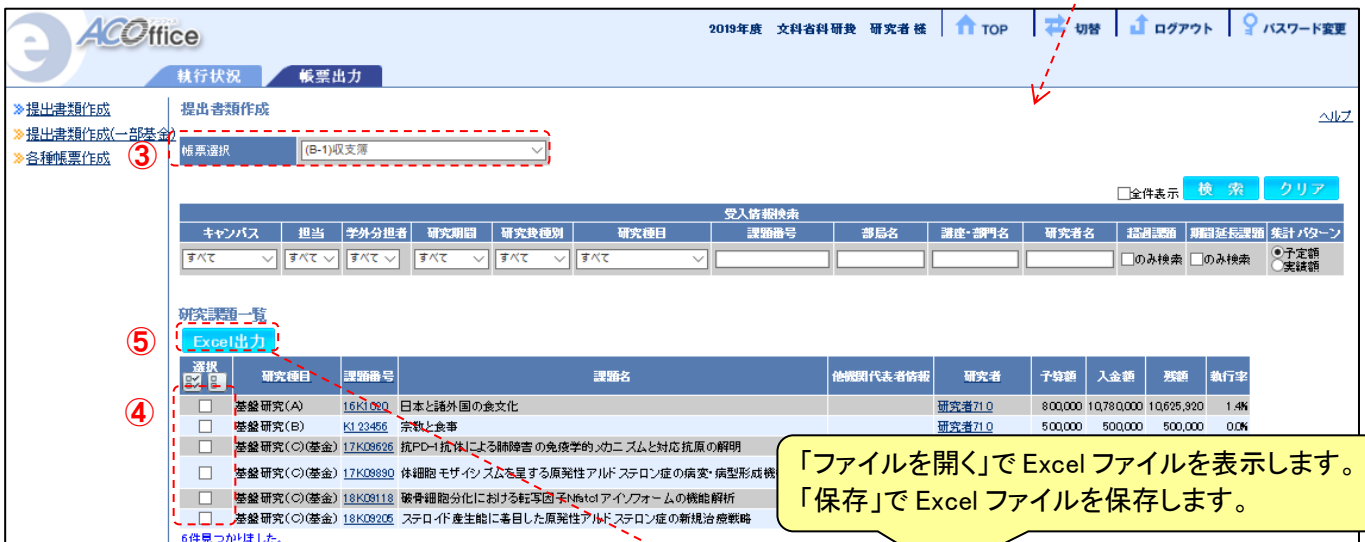 e ACOffice
2019年度 文科省科研費 研究者 様 TOP 切替 ログアウト パスワード変更
執行状況 帳票出力
提出書類作成
提出書類作成(一部基金)
各種帳票作成
提出書類作成
ヘルプ
③ 帳票選択 (B-1)収支簿
全件表示 検 索 クリア
受入情報検索
キャンパス 担当 学外分担者 研究期間 研究費種別 研究種目 課題番号 部局名 講座・部門名 研究者名 超過課題 期間延長課題 集計パターン
すべて すべて すべて すべて すべて すべて のみ検索 のみ検索 予定額
実績額
研究課題一覧
⑤ Excel出力
選択 研究種目 課題番号 課題名 他機関代表者情報 研究者 予算額 入金額 残額 執行率
④
基盤研究(A) 16K1020 日本と諸外国の食文化 研究者710 800,000 10,780,000 10,625,920 1.4%
基盤研究(B) K123456 宗教と食事 研究者710 500,000 500,000 500,000 0.0%
基盤研究(C)(基金) 17K09626 抗PD-1抗体による肺障害の免疫学的メカニズムと対応抗原の解明
基盤研究(C)(基金) 17K09890 体細胞モザイシズムを呈する原発性アルドステロン症の病変・病型形成機
基盤研究(C)(基金) 18K09118 破骨細胞分化における転写因子Nfatc1アイソフォームの機能解析
基盤研究(C)(基金) 18K09205 ステロイド産生能に着目した原発性アルドステロン症の新規治療戦略
6件見つかりました。
「ファイルを開く」で Excel ファイルを表示します。
「保存」で Excel ファイルを保存します。